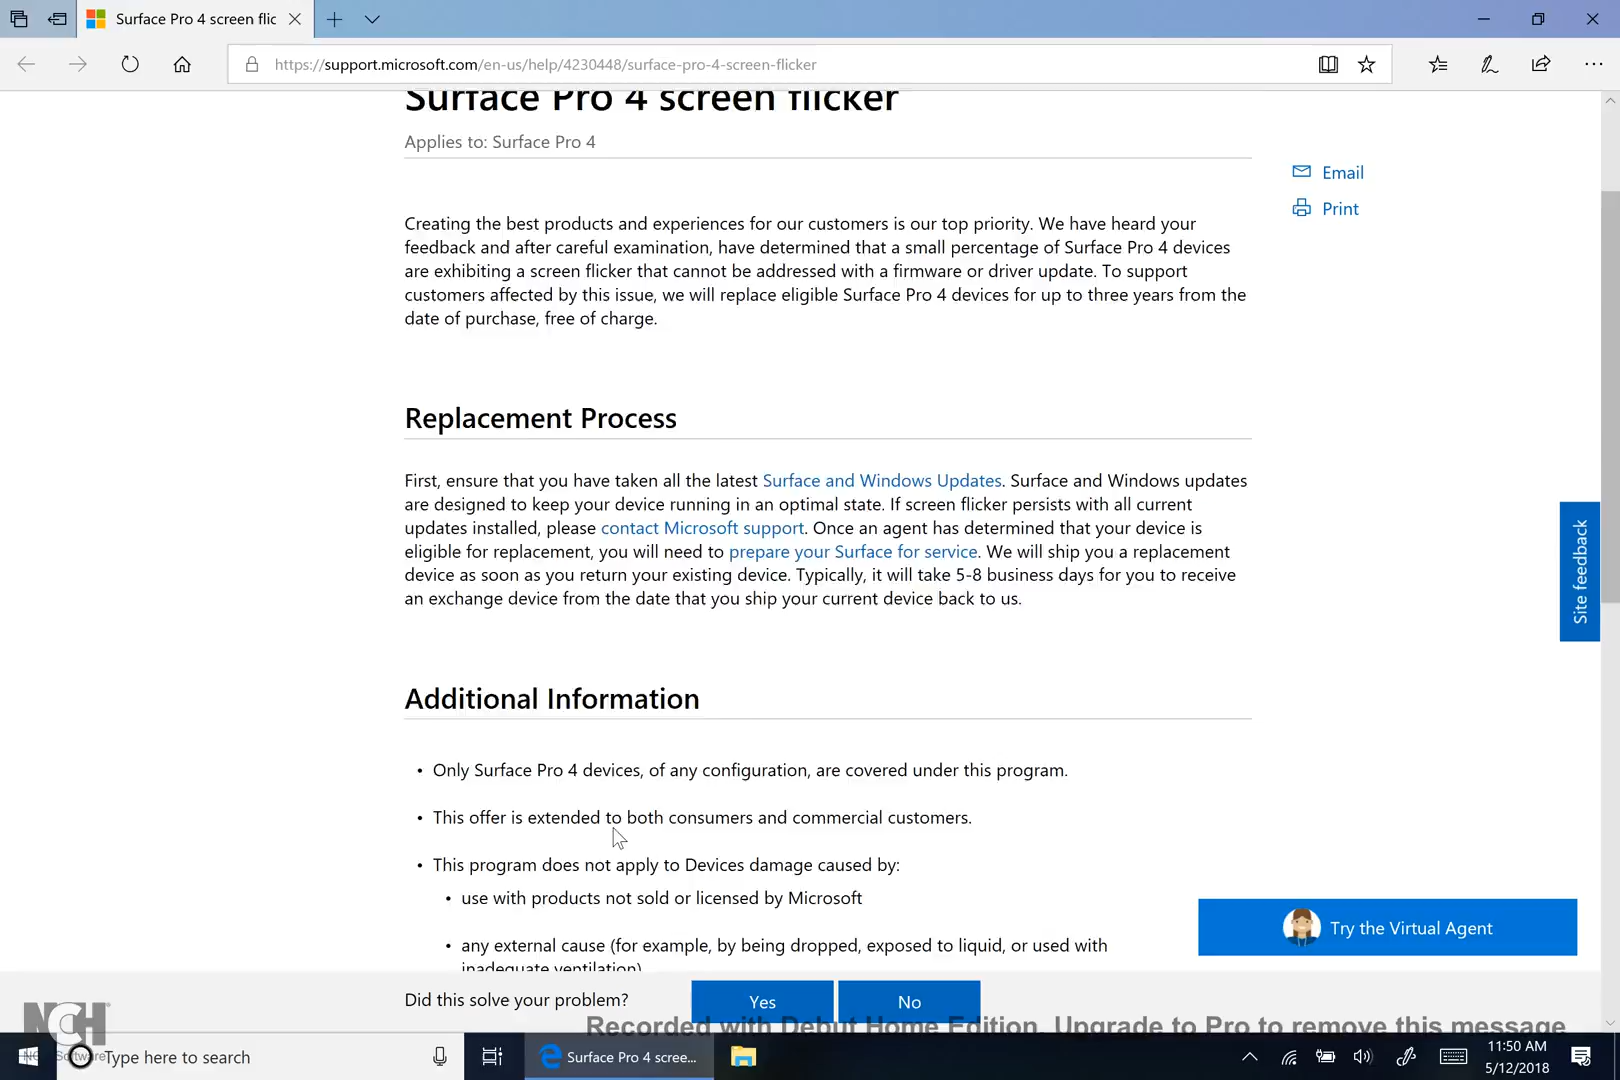 Surface Pro 4 screen flic
https://support.microsoft.com/en-us/help/4230448/surface-pro-4-screen-flicker
Surface Pro 4 screen flicker
Applies to: Surface Pro 4
Email
Print
Creating the best products and experiences for our customers is our top priority. We have heard your
feedback and after careful examination, have determined that a small percentage of Surface Pro 4 devices
are exhibiting a screen flicker that cannot be addressed with a firmware or driver update. To support
customers affected by this issue, we will replace eligible Surface Pro 4 devices for up to three years from the
date of purchase, free of charge.
Replacement Process
First, ensure that you have taken all the latest Surface and Windows Updates. Surface and Windows updates
are designed to keep your device running in an optimal state. If screen flicker persists with all current
updates installed, please contact Microsoft support. Once an agent has determined that your device is
eligible for replacement, you will need to prepare your Surface for service. We will ship you a replacement
device as soon as you return your existing device. Typically, it will take 5-8 business days for you to receive
an exchange device from the date that you ship your current device back to us.
Site feedback
Additional Information
• Only Surface Pro 4 devices, of any configuration, are covered under this program.
• This offer is extended to both consumers and commercial customers.
• This program does not apply to Devices damage caused by:
• use with products not sold or licensed by Microsoft
• any external cause (for example, by being dropped, exposed to liquid, or used with
inadequate ventilation)
Try the Virtual Agent
Did this solve your problem?
Yes
No
NCH
NCH Software
Recorded with Debut Home Edition. Upgrade to Pro to remove this message
Type here to search
Surface Pro 4 scree...
11:50 AM
5/12/2018